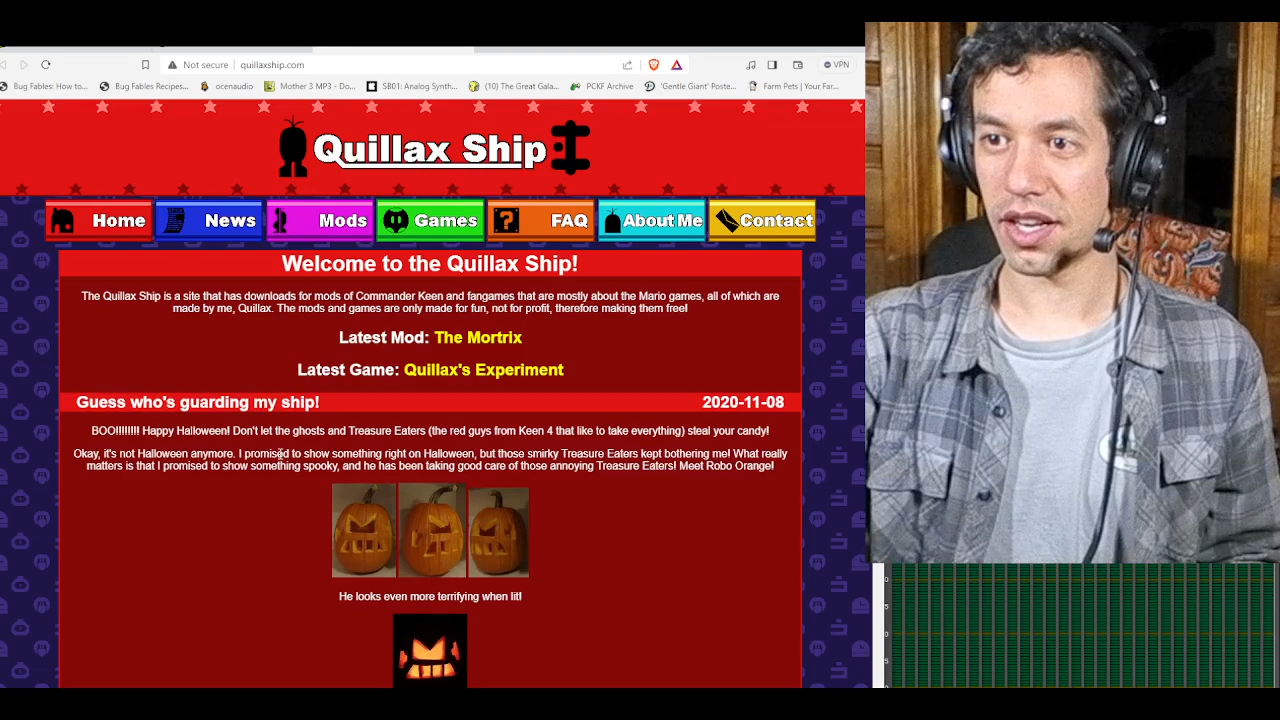 Not secure quillaxship.com VPN
Bug Fables: How to... Bug Fables Recipes... ocenaudio Mother 3 MP3 - Do... SB01: Analog Synth... (10) The Great Gala... PCKF Archive 'Gentle Giant' Poste... Farm Pets | Your Far...
Quillax Ship
Home News Mods Games FAQ About Me Contact
Welcome to the Quillax Ship!
The Quillax Ship is a site that has downloads for mods of Commander Keen and fangames that are mostly about the Mario games, all of which are
made by me, Quillax. The mods and games are only made for fun, not for profit, therefore making them free!
Latest Mod: The Mortrix
Latest Game: Quillax's Experiment
Guess who's guarding my ship! 2020-11-08
BOO!!!!!!!! Happy Halloween! Don't let the ghosts and Treasure Eaters (the red guys from Keen 4 that like to take everything) steal your candy!
Okay, it's not Halloween anymore. I promised to show something right on Halloween, but those smirky Treasure Eaters kept bothering me! What really
matters is that I promised to show something spooky, and he has been taking good care of those annoying Treasure Eaters! Meet Robo Orange!
He looks even more terrifying when lit!